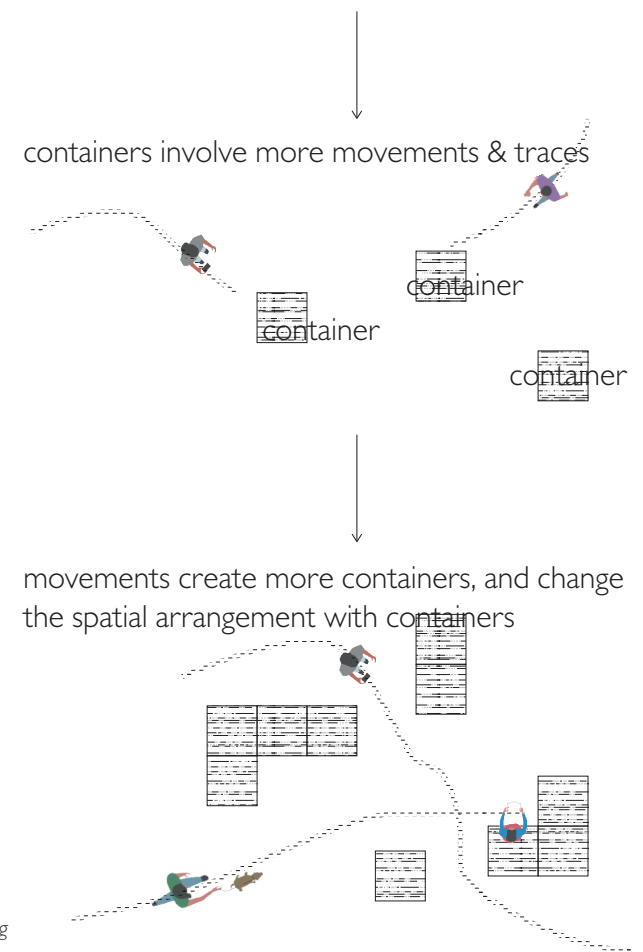 containers involve more movements & traces
container
container
container
movements create more containers, and change
the spatial arrangement with containers
g